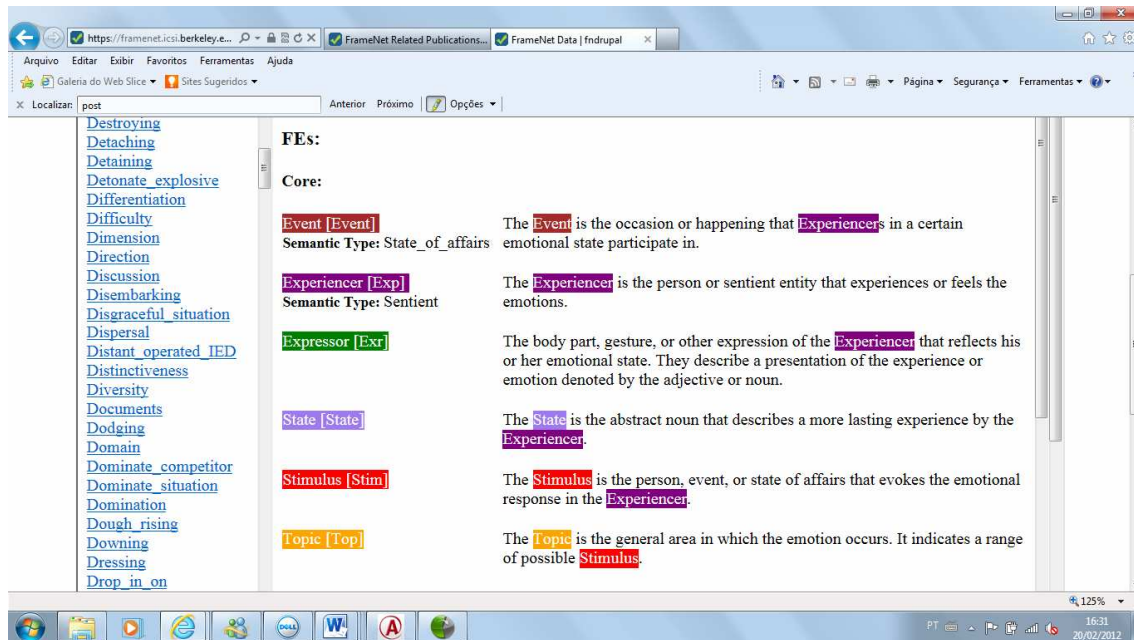 https://framenet.icsi.berkeley.e...
FrameNet Related Publications...
FrameNet Data | fndrupal
Arquivo Editar Exibir Favoritos Ferramentas Ajuda
Galeria do Web Slice Sites Sugeridos
Página Segurança Ferramentas
X Localizar: post Anterior Próximo Opções
Destroying
Detaching
Detaining
Detonate_explosive
Differentiation
Difficulty
Dimension
Direction
Discussion
Disembarking
Disgraceful_situation
Dispersal
Distant_operated_IED
Distinctiveness
Diversity
Documents
Dodging
Domain
Dominate_competitor
Dominate_situation
Domination
Dough_rising
Downing
Dressing
Drop_in_on
FEs:
Core:
Event [Event]
Semantic Type: State_of_affairs
The Event is the occasion or happening that Experiencers in a certain
emotional state participate in.
Experiencer [Exp]
Semantic Type: Sentient
The Experiencer is the person or sentient entity that experiences or feels the
emotions.
Expressor [Exr]
The body part, gesture, or other expression of the Experiencer that reflects his
or her emotional state. They describe a presentation of the experience or
emotion denoted by the adjective or noun.
State [State]
The State is the abstract noun that describes a more lasting experience by the
Experiencer.
Stimulus [Stim]
The Stimulus is the person, event, or state of affairs that evokes the emotional
response in the Experiencer.
Topic [Top]
The Topic is the general area in which the emotion occurs. It indicates a range
of possible Stimulus.
125%
DELL
W
A
PT
16:31
20/02/2012